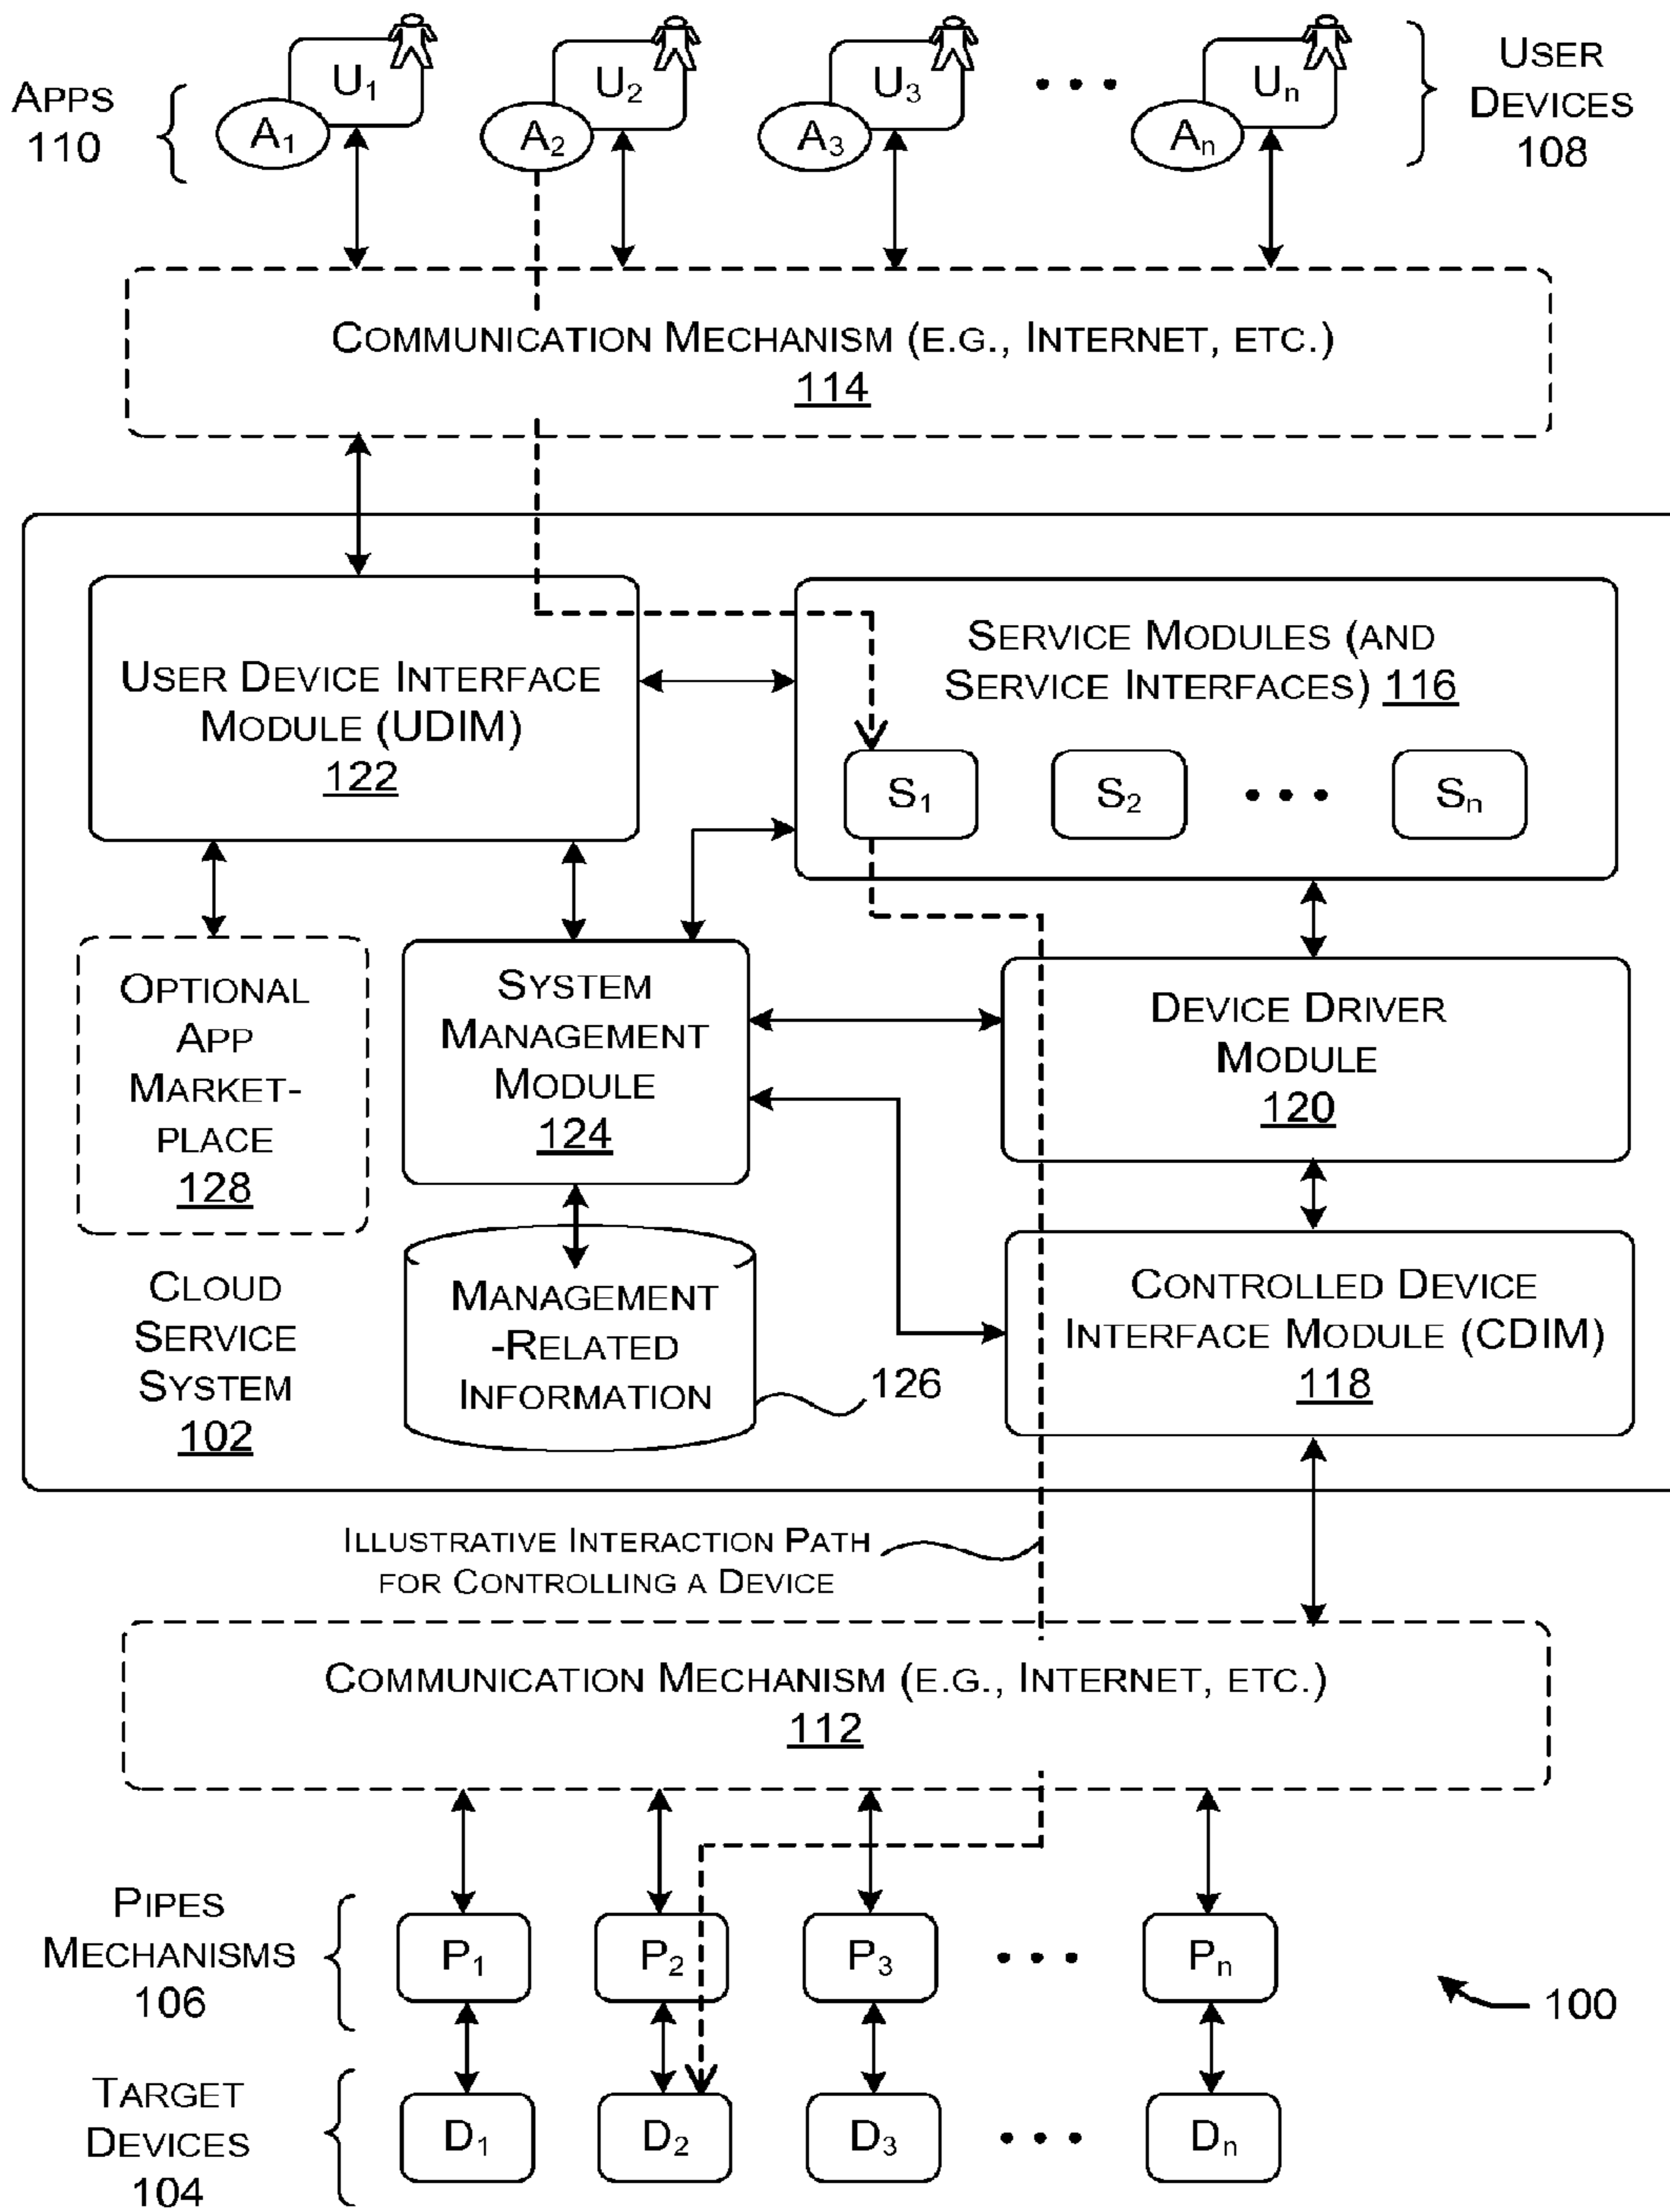 U1
U2
U3
• • •
Un
User
Devices
108
Apps
110
A1
A2
A3
An
Communication Mechanism (e.g., Internet, etc.)
114
User Device Interface
Module (UDIM)
122
Service Modules (and
Service Interfaces) 116
S1
S2
• • •
Sn
Optional
App
Market-
place
128
System
Management
Module
124
Device Driver
Module
120
Cloud
Service
System
102
Management
-Related
Information
126
Controlled Device
Interface Module (CDIM)
118
Illustrative Interaction Path
for Controlling a Device
Communication Mechanism (e.g., Internet, etc.)
112
Pipes
Mechanisms
106
P1
P2
P3
• • •
Pn
100
Target
Devices
104
D1
D2
D3
• • •
Dn